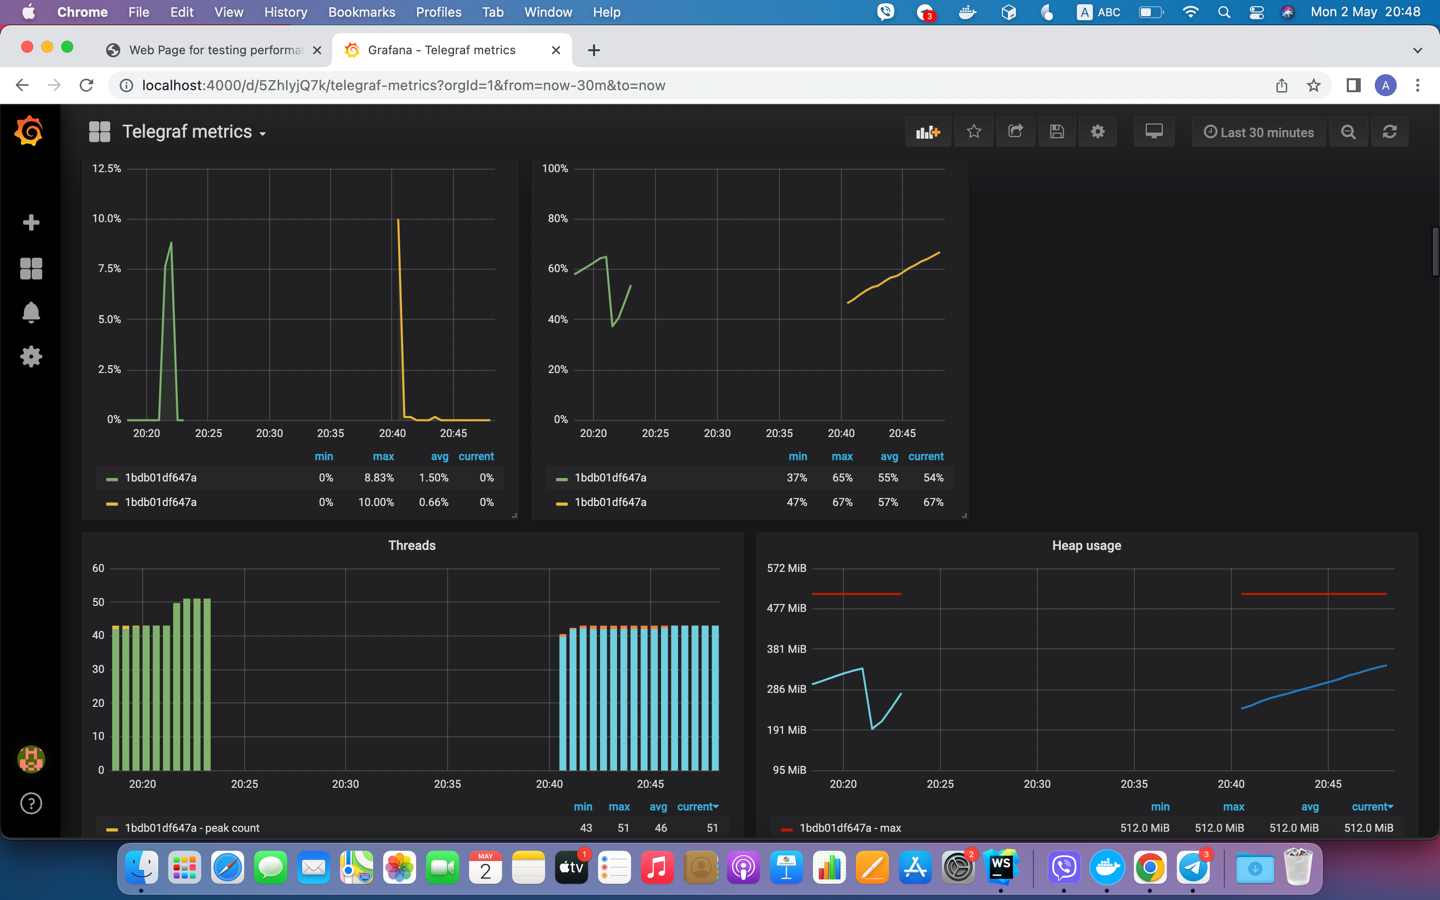 Chrome File Edit View History Bookmarks Profiles Tab Window Help 3 A ABC Mon 2 May 20:48
Web Page for testing performa
Grafana - Telegraf metrics
localhost:4000/d/5ZhIyjQ7k/telegraf-metrics?orgId=1&from=now-30m&to=now
A
Telegraf metrics
Last 30 minutes
12.5%
10.0%
7.5%
5.0%
2.5%
0%
20:20 20:25 20:30 20:35 20:40 20:45
min max avg current
1bdb01df647a 0% 8.83% 1.50% 0%
1bdb01df647a 0% 10.00% 0.66% 0%
100%
80%
60%
40%
20%
0%
20:20 20:25 20:30 20:35 20:40 20:45
min max avg current
1bdb01df647a 37% 65% 55% 54%
1bdb01df647a 47% 67% 57% 67%
Threads
60
50
40
30
20
10
0
20:20 20:25 20:30 20:35 20:40 20:45
min max avg current
1bdb01df647a - peak count 43 51 46 51
Heap usage
572 MiB
477 MiB
381 MiB
286 MiB
191 MiB
95 MiB
20:20 20:25 20:30 20:35 20:40 20:45
min max avg current
1bdb01df647a - max 512.0 MiB 512.0 MiB 512.0 MiB 512.0 MiB
MAY
2
tv
1
2
WS
3